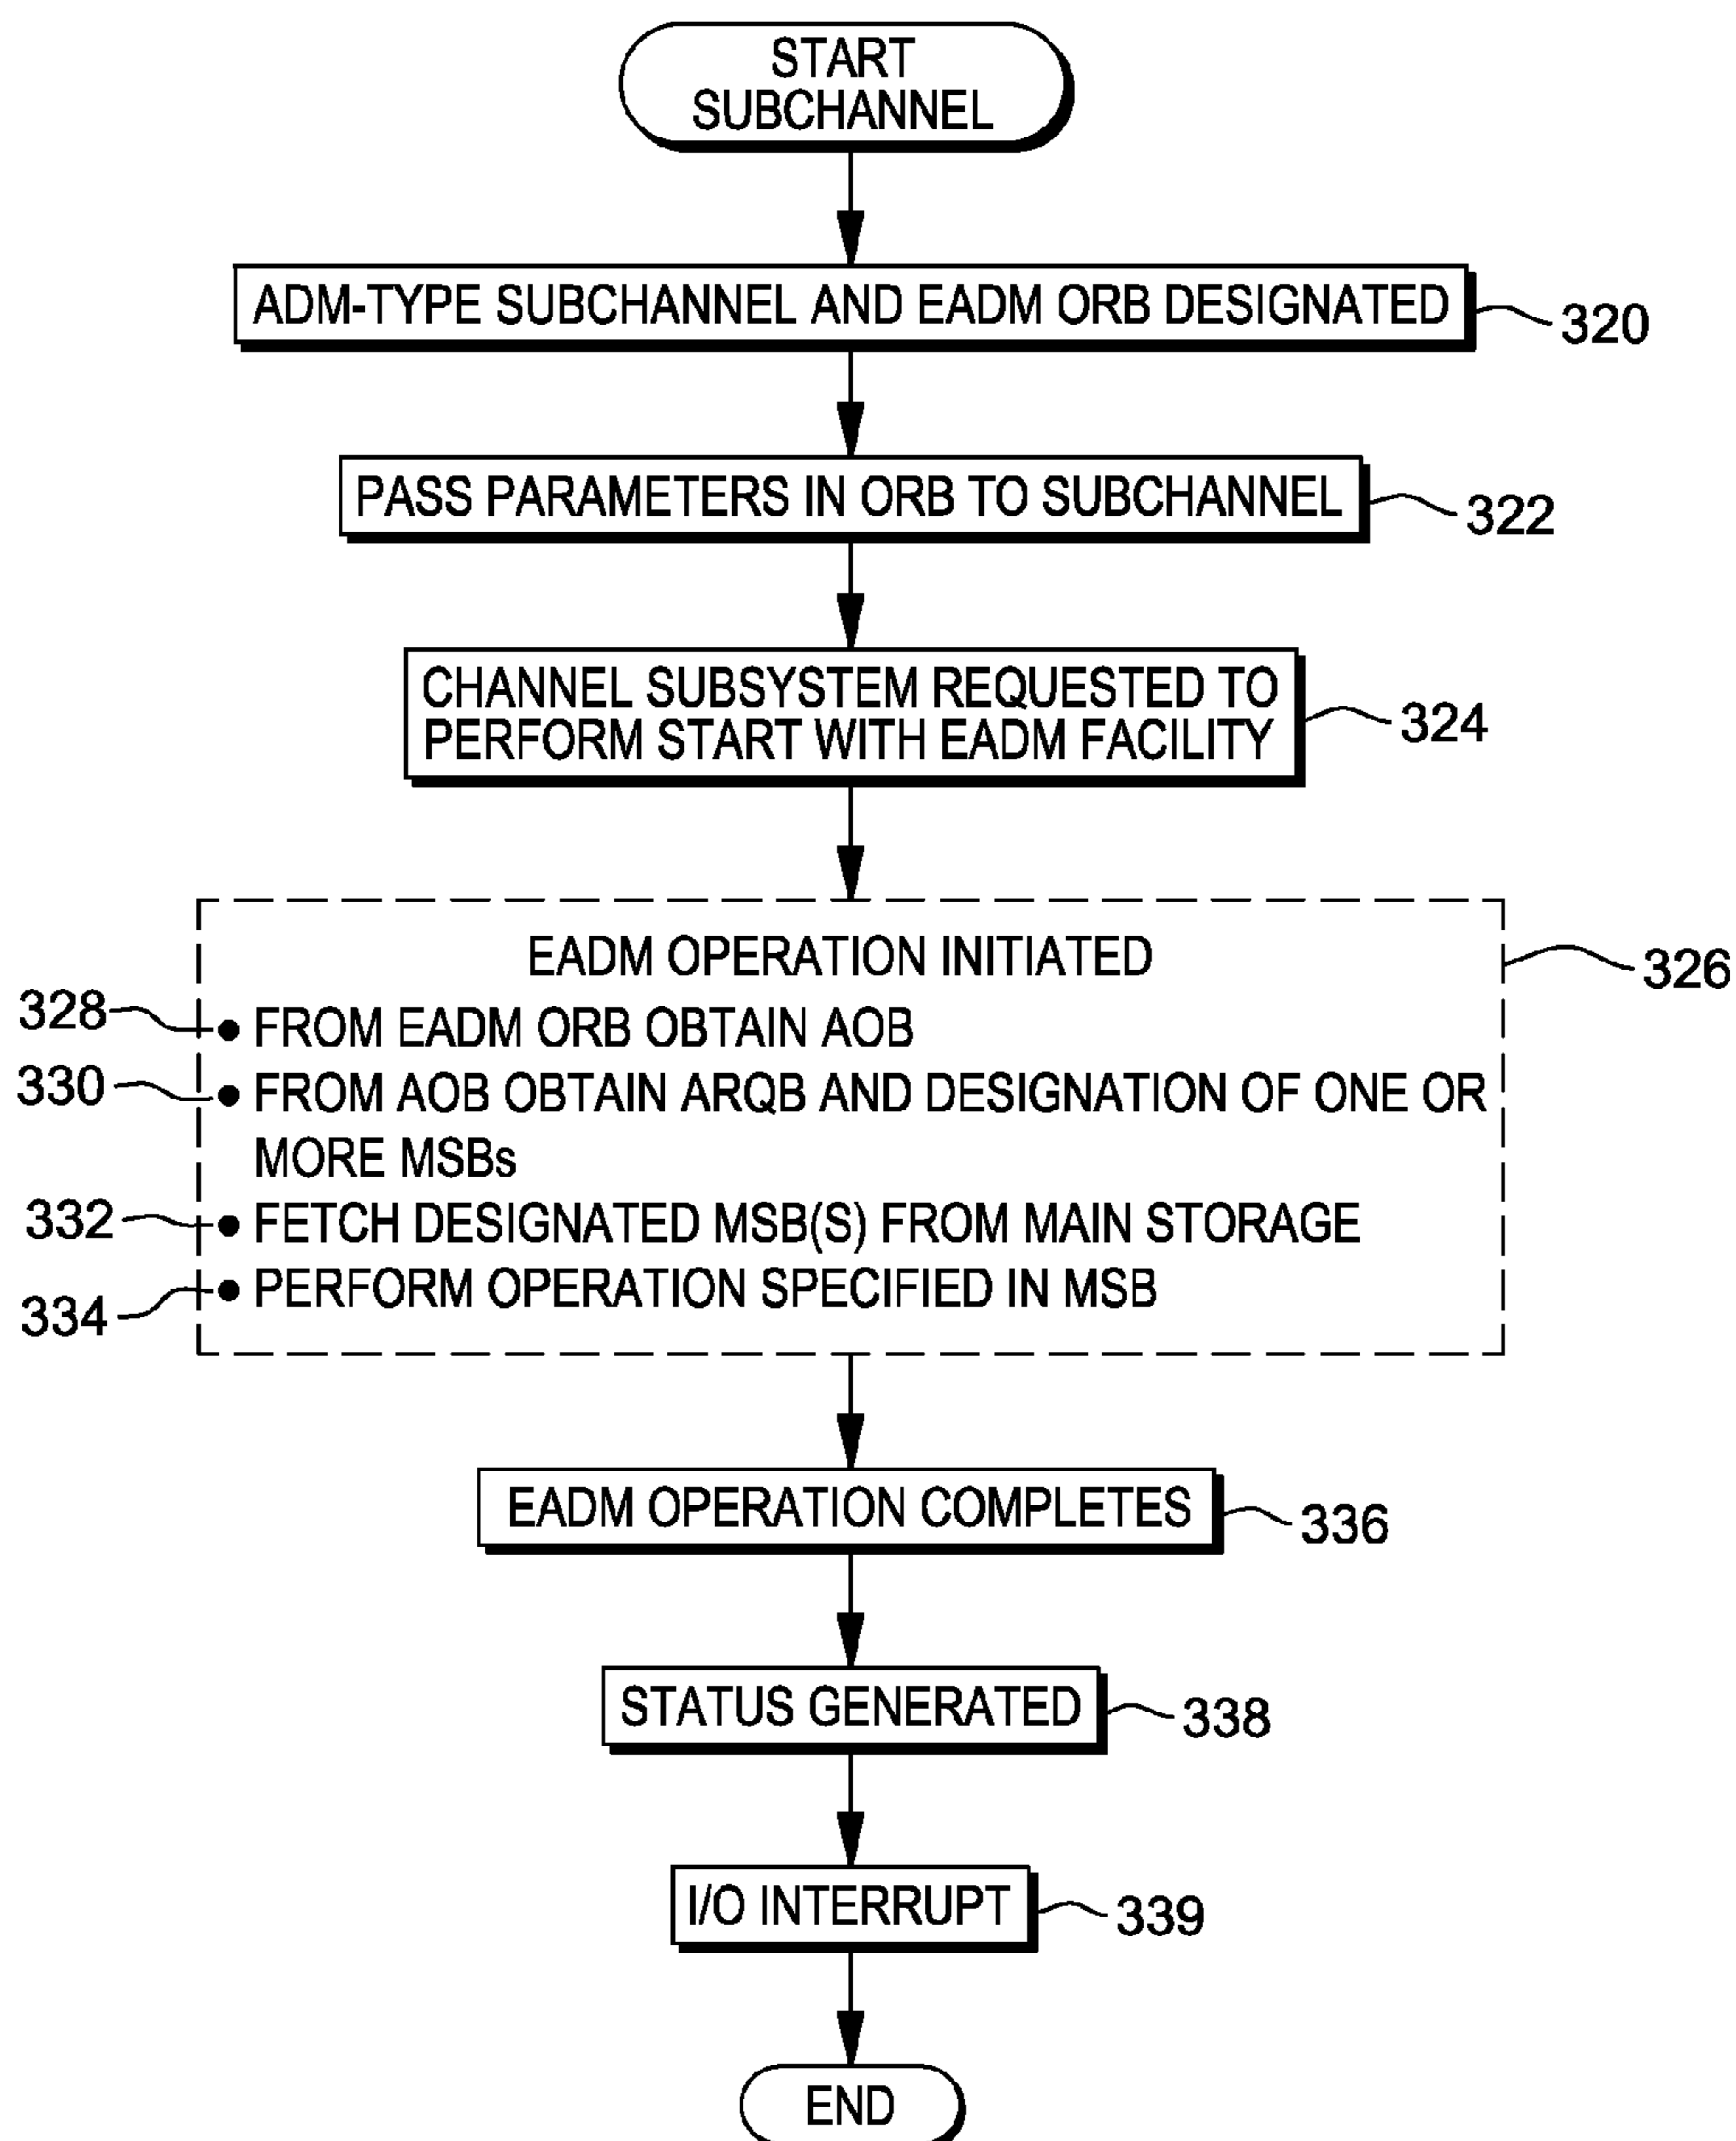 START
SUBCHANNEL
ADM-TYPE SUBCHANNEL AND EADM ORB DESIGNATED
320
PASS PARAMETERS IN ORB TO SUBCHANNEL
322
CHANNEL SUBSYSTEM REQUESTED TO
PERFORM START WITH EADM FACILITY
324
EADM OPERATION INITIATED
326
328
● FROM EADM ORB OBTAIN AOB
330
● FROM AOB OBTAIN ARQB AND DESIGNATION OF ONE OR
MORE MSBs
332
● FETCH DESIGNATED MSB(S) FROM MAIN STORAGE
334
● PERFORM OPERATION SPECIFIED IN MSB
EADM OPERATION COMPLETES
336
STATUS GENERATED
338
I/O INTERRUPT
339
END